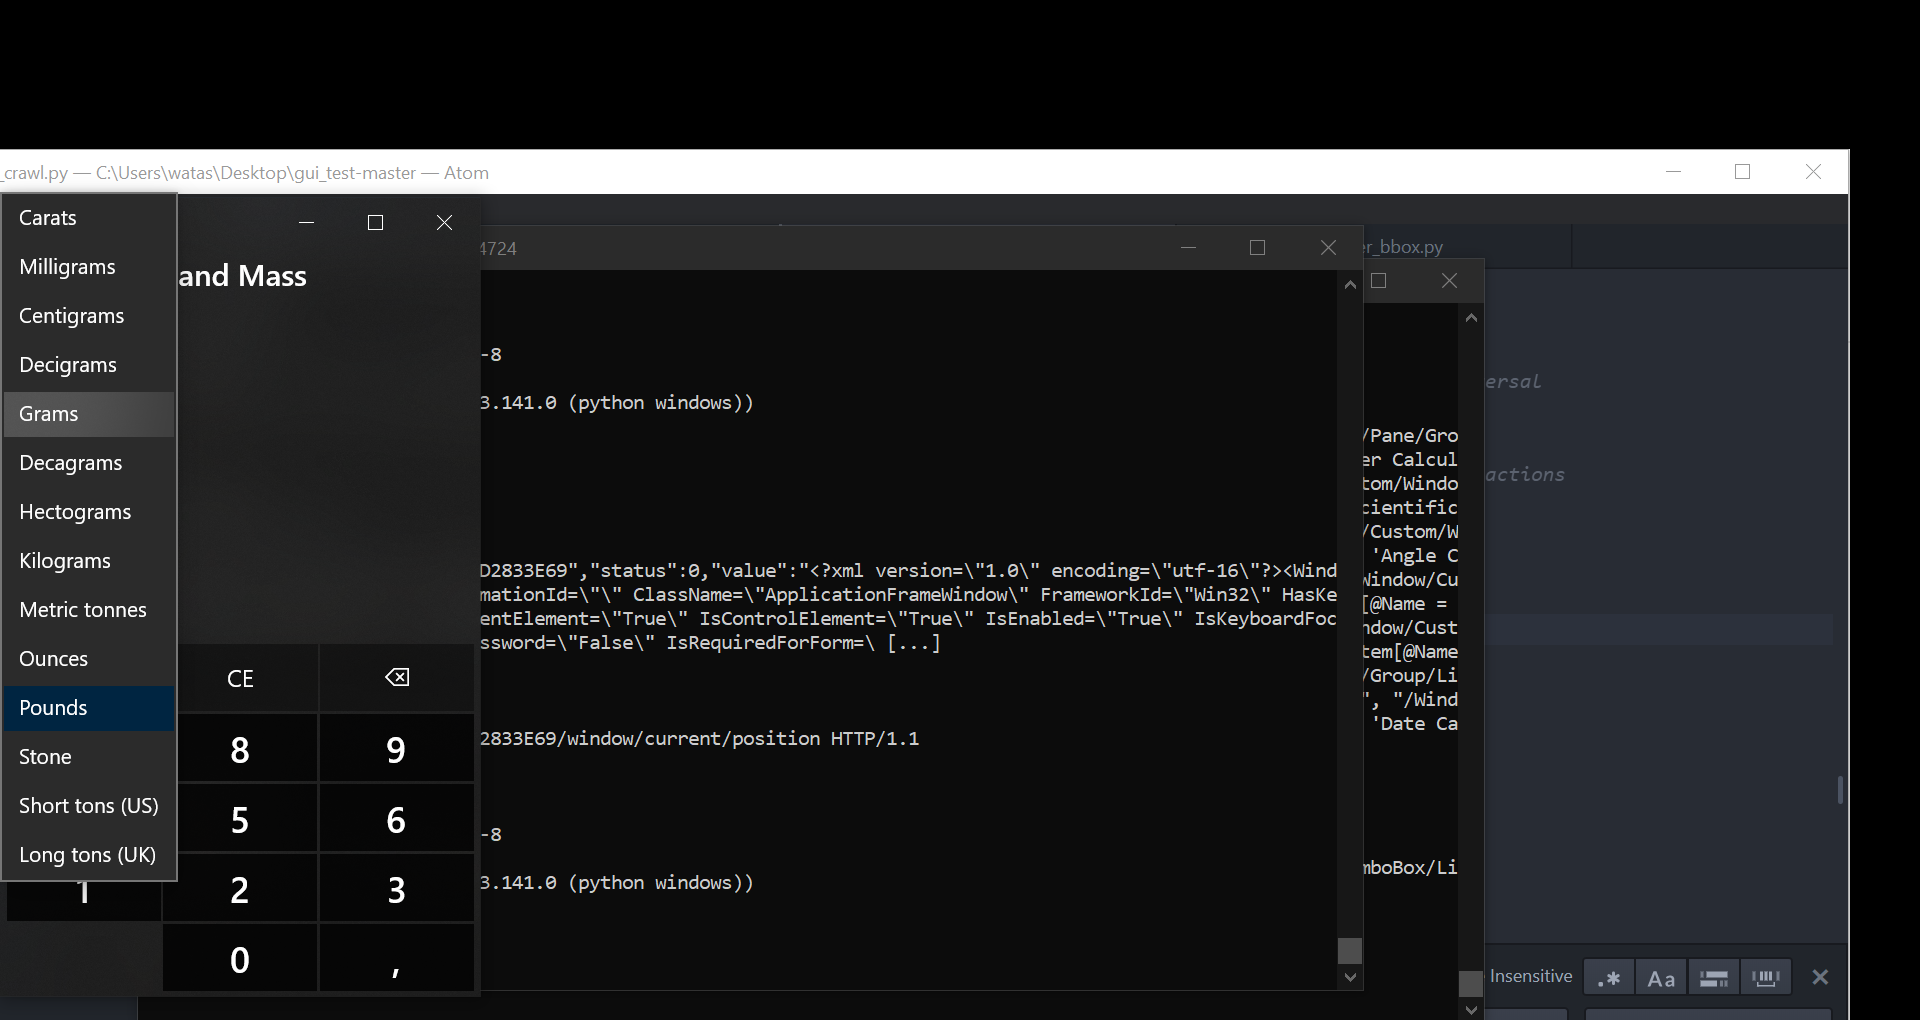 _crawl.py — C:\Users\watas\Desktop\gui_test-master — Atom
Carats
Milligrams
Centigrams
Decigrams
Grams
Decagrams
Hectograms
Kilograms
Metric tonnes
Ounces
Pounds
Stone
Short tons (US)
Long tons (UK)
and Mass
CE
8
9
5
6
1
2
3
0
,
4724
-8
3.141.0 (python windows))
D2833E69","status":0,"value":"<?xml version=\"1.0\" encoding=\"utf-16\"?><Wind
mationId=\"\" ClassName=\"ApplicationFrameWindow\" FrameworkId=\"Win32\" HasKe
entElement=\"True\" IsControlElement=\"True\" IsEnabled=\"True\" IsKeyboardFoc
ssword=\"False\" IsRequiredForForm=\ [...]
2833E69/window/current/position HTTP/1.1
-8
3.141.0 (python windows))
er_bbox.py
/Pane/Gro
er Calcul
tom/Windo
cientific
/Custom/W
'Angle C
Window/Cu
[@Name =
ndow/Cust
tem[@Name
/Group/Li
", "/Wind
'Date Ca
mboBox/Li
ersal
actions
Insensitive
.*
Aa